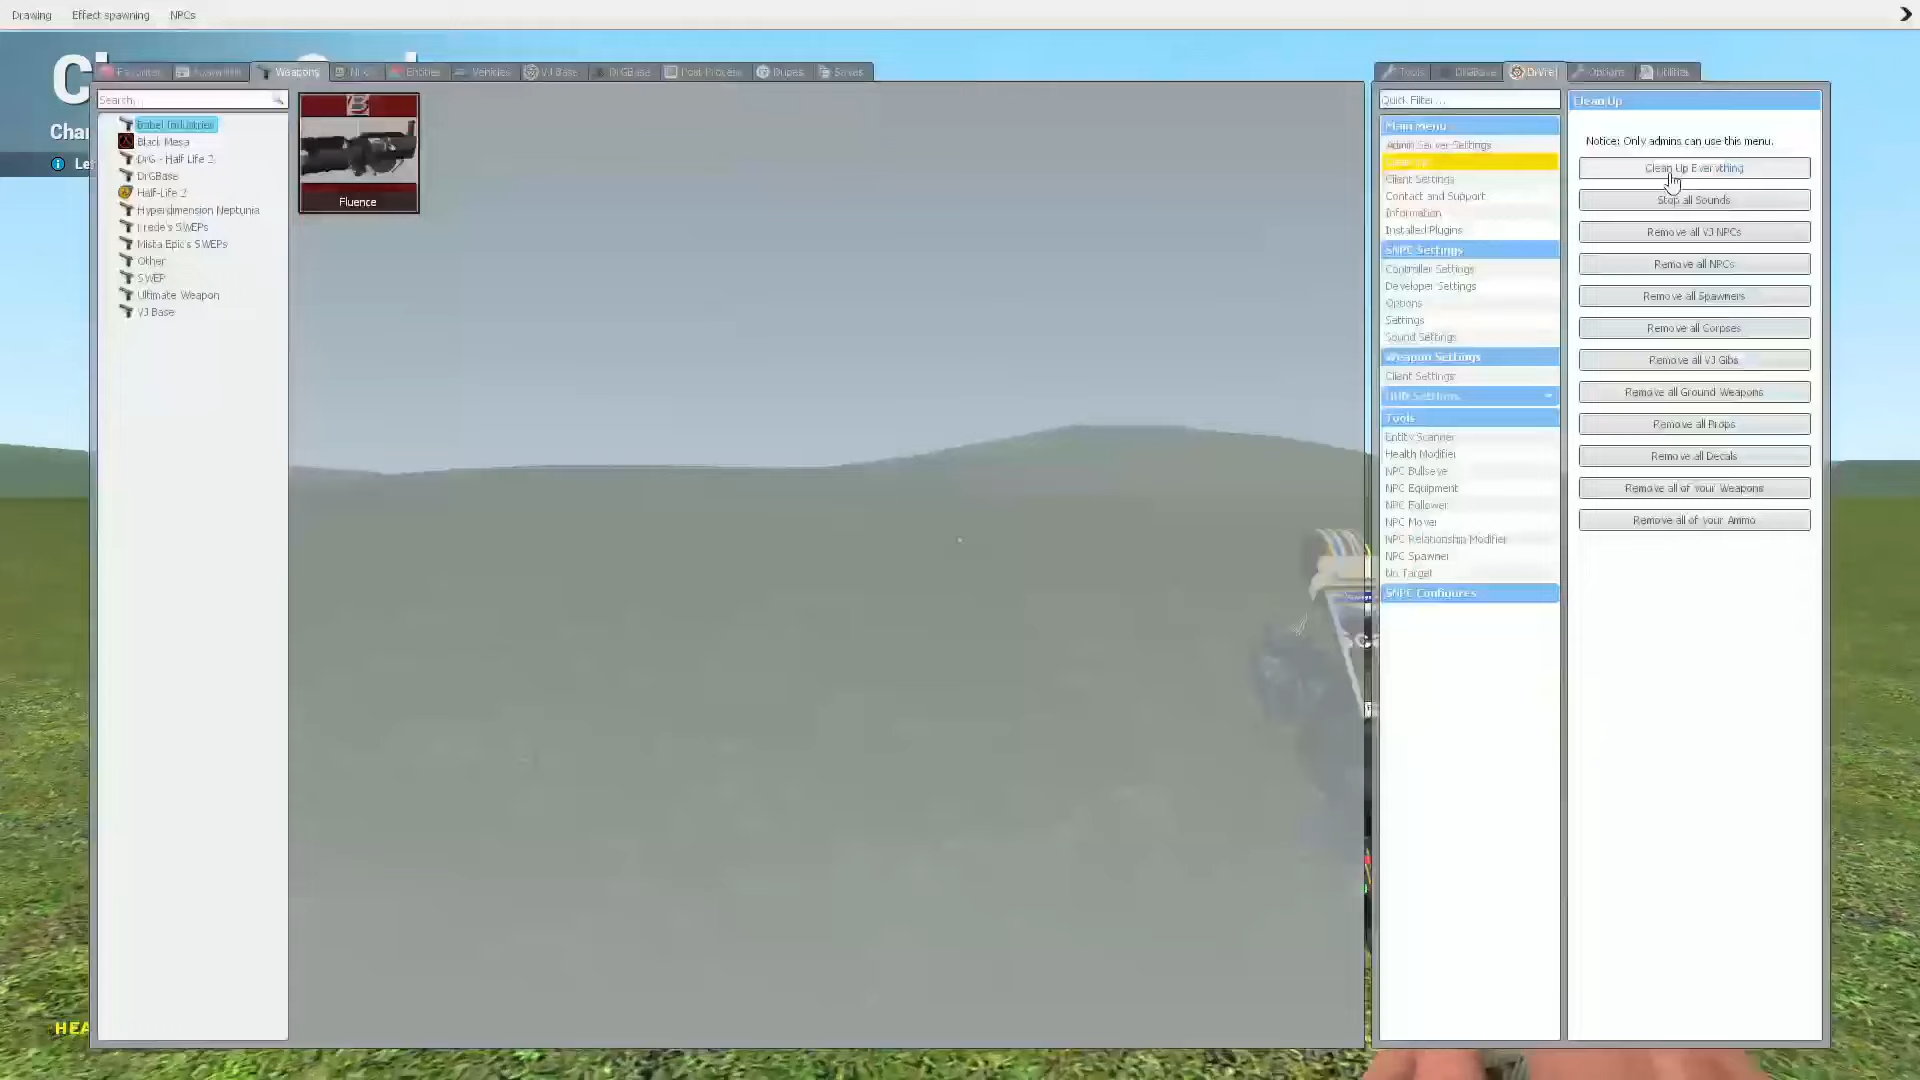 Drawing Effect spawning NPCs
Weapons Entities Vehicles VJ Base DrGBase Post Process Dupes Saves
Tools DrGBase DrVrej Options Utilities
Search...
Babel Industries
Black Mesa
DrG - Half Life 2
DrGBase
Half-Life 2
Hyperdimension Neptunia
Other
SWEP
Ultimate Weapon
VJ Base
Fluence
Char
Le
HEA
Quick Filter...
Main Menu
Admin Server Settings
Clean Up
Client Settings
Contact and Support
Information
Installed Plugins
SNPC Settings
Controller Settings
Developer Settings
Options
Settings
Sound Settings
Weapon Settings
Client Settings
HUD Settings
Tools
Entity Scanner
Health Modifier
NPC Bullseye
NPC Equipment
NPC Follower
NPC Mover
NPC Relationship Modifier
NPC Spawner
No Target
SNPC Configures
Clean Up
Notice: Only admins can use this menu.
Clean Up Everything
Stop all Sounds
Remove all VJ NPCs
Remove all NPCs
Remove all Spawners
Remove all Corpses
Remove all VJ Gibs
Remove all Ground Weapons
Remove all Props
Remove all Decals
Remove all of your Weapons
Remove all of your Ammo